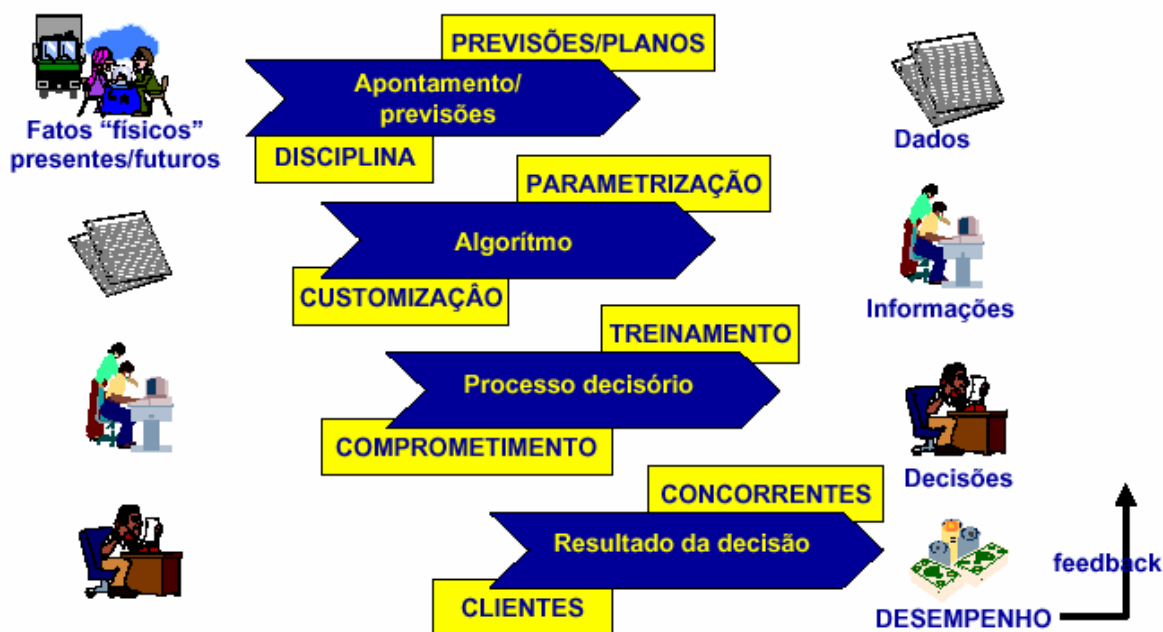 PREVISÕES/PLANOS
Apontamento/
previsões
Fatos “físicos”
presentes/futuros
Dados
DISCIPLINA
PARAMETRIZAÇÃO
Algorítmo
CUSTOMIZAÇÂO
Informações
TREINAMENTO
Processo decisório
COMPROMETIMENTO
Decisões
CONCORRENTES
Resultado da decisão
feedback
CLIENTES
DESEMPENHO